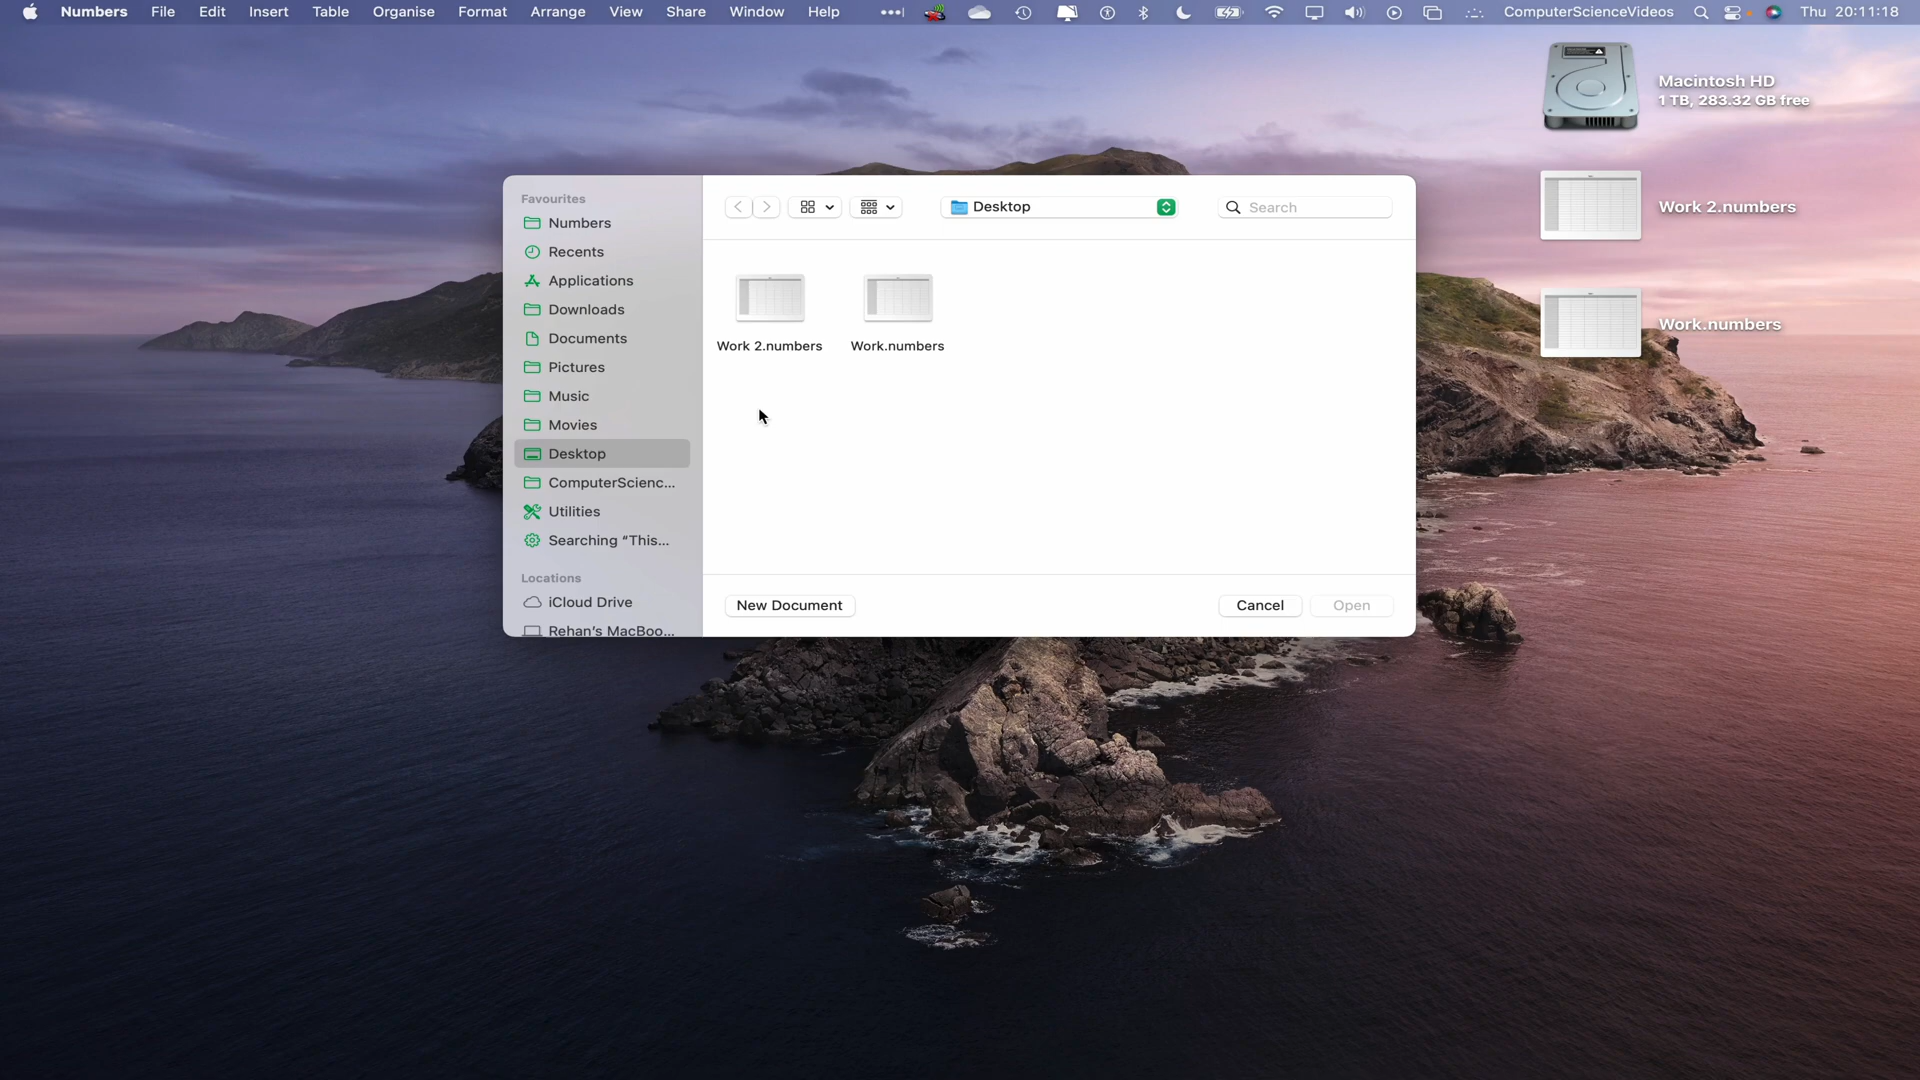 Numbers File Edit Insert Table Organise Format Arrange View Share Window Help ComputerScienceVideos Thu 20:11:18
Macintosh HD
1 TB, 283.32 GB free
Work 2.numbers
Work.numbers
Favourites
Numbers
Recents
Applications
Downloads
Documents
Pictures
Music
Movies
Desktop
ComputerScienc...
Utilities
Searching “This...
Locations
iCloud Drive
Rehan’s MacBoo...
Desktop
Search
Work 2.numbers
Work.numbers
New Document
Cancel
Open